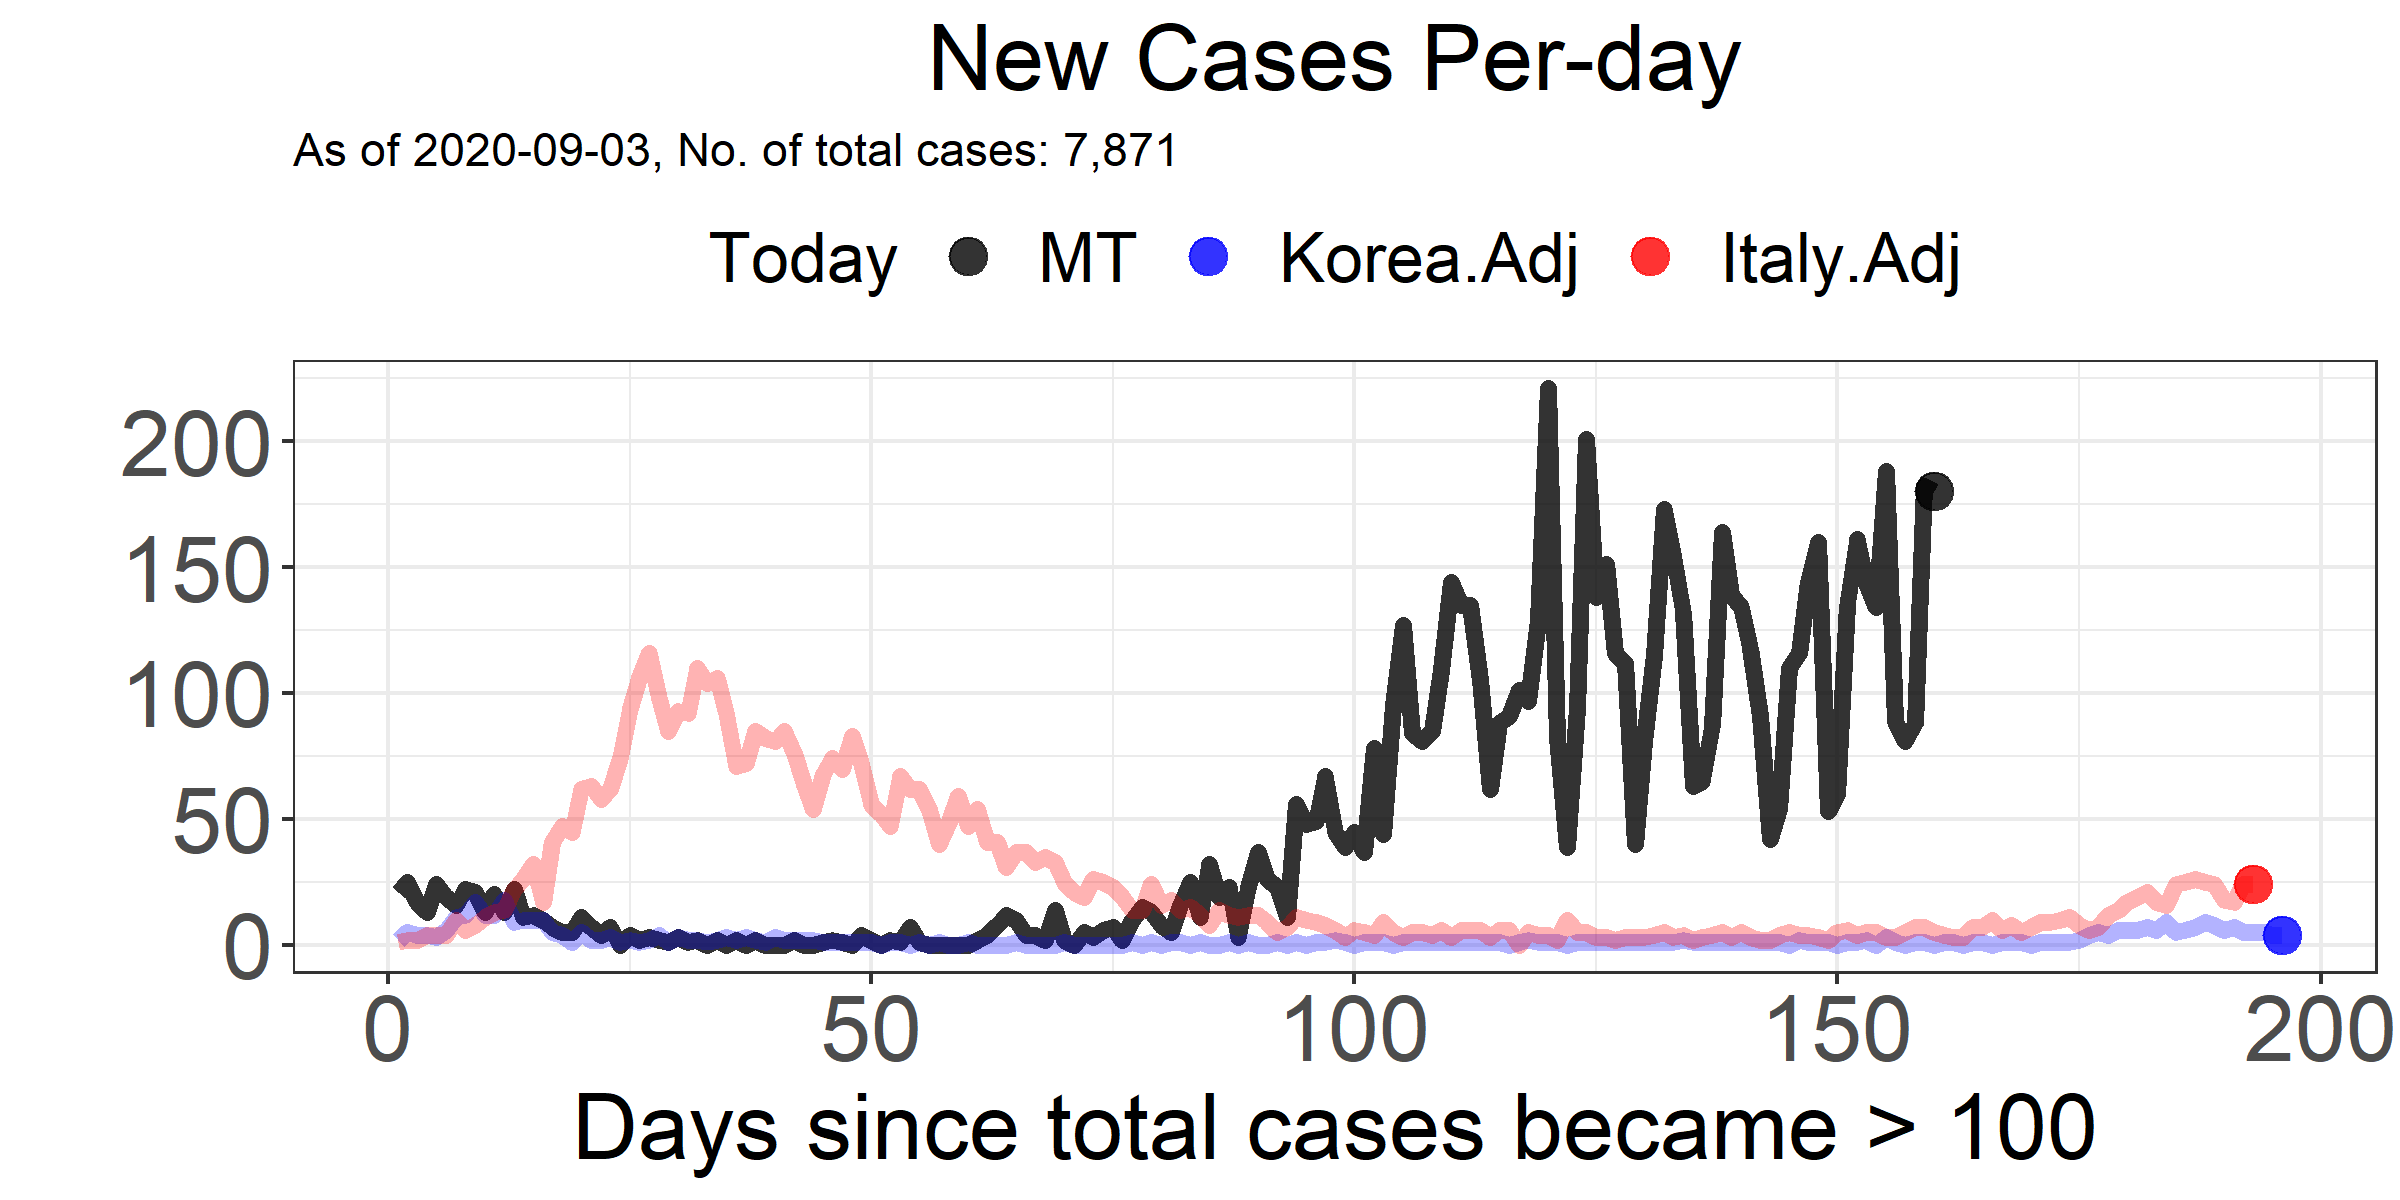 New Cases Per-day
As of 2020-09-03, No. of total cases: 7,871
Today MT Korea.Adj Italy.Adj
200
150
100
50
0
0 50 100 150 200
Days since total cases became > 100